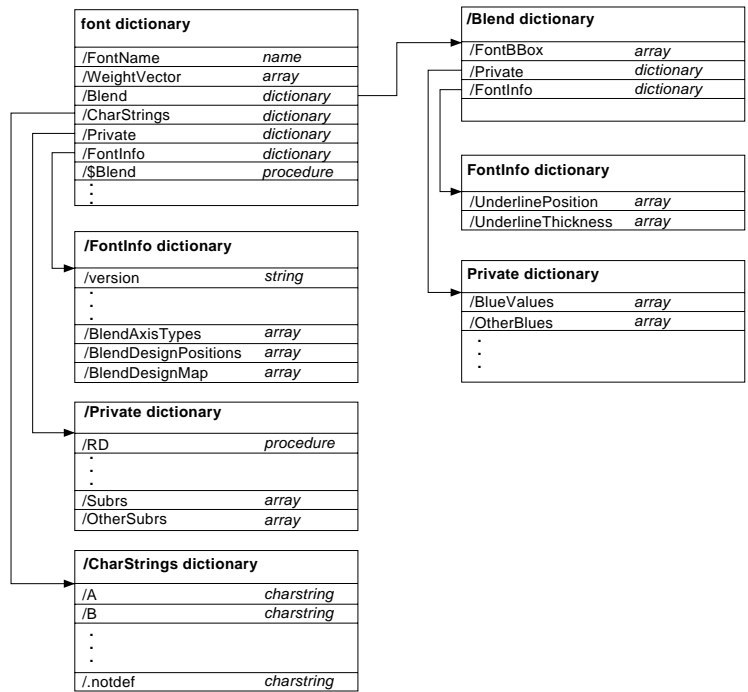 font dictionary
/FontName name
/WeightVector array
/Blend dictionary
/CharStrings dictionary
/Private dictionary
/FontInfo dictionary
/$Blend procedure
.
.
.
/FontInfo dictionary
/version string
.
.
.
/BlendAxisTypes array
/BlendDesignPositions array
/BlendDesignMap array
/Private dictionary
/RD procedure
.
.
.
/Subrs array
/OtherSubrs array
/CharStrings dictionary
/A charstring
/B charstring
.
.
.
/.notdef charstring
/Blend dictionary
/FontBBox array
/Private dictionary
/FontInfo dictionary
FontInfo dictionary
/UnderlinePosition array
/UnderlineThickness array
Private dictionary
/BlueValues array
/OtherBlues array
.
.
.